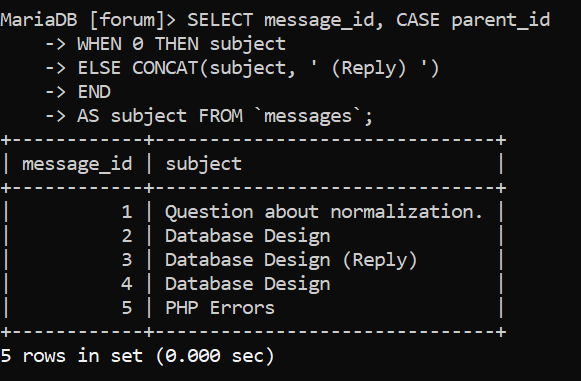 MariaDB [forum]> SELECT message_id, CASE parent_id
    -> WHEN 0 THEN subject
    -> ELSE CONCAT(subject, ' (Reply) ')
    -> END
    -> AS subject FROM `messages`;
+------------+-----------------------------+
| message_id | subject                     |
+------------+-----------------------------+
|          1 | Question about normalization. |
|          2 | Database Design             |
|          3 | Database Design (Reply)     |
|          4 | Database Design             |
|          5 | PHP Errors                  |
+------------+-----------------------------+
5 rows in set (0.000 sec)